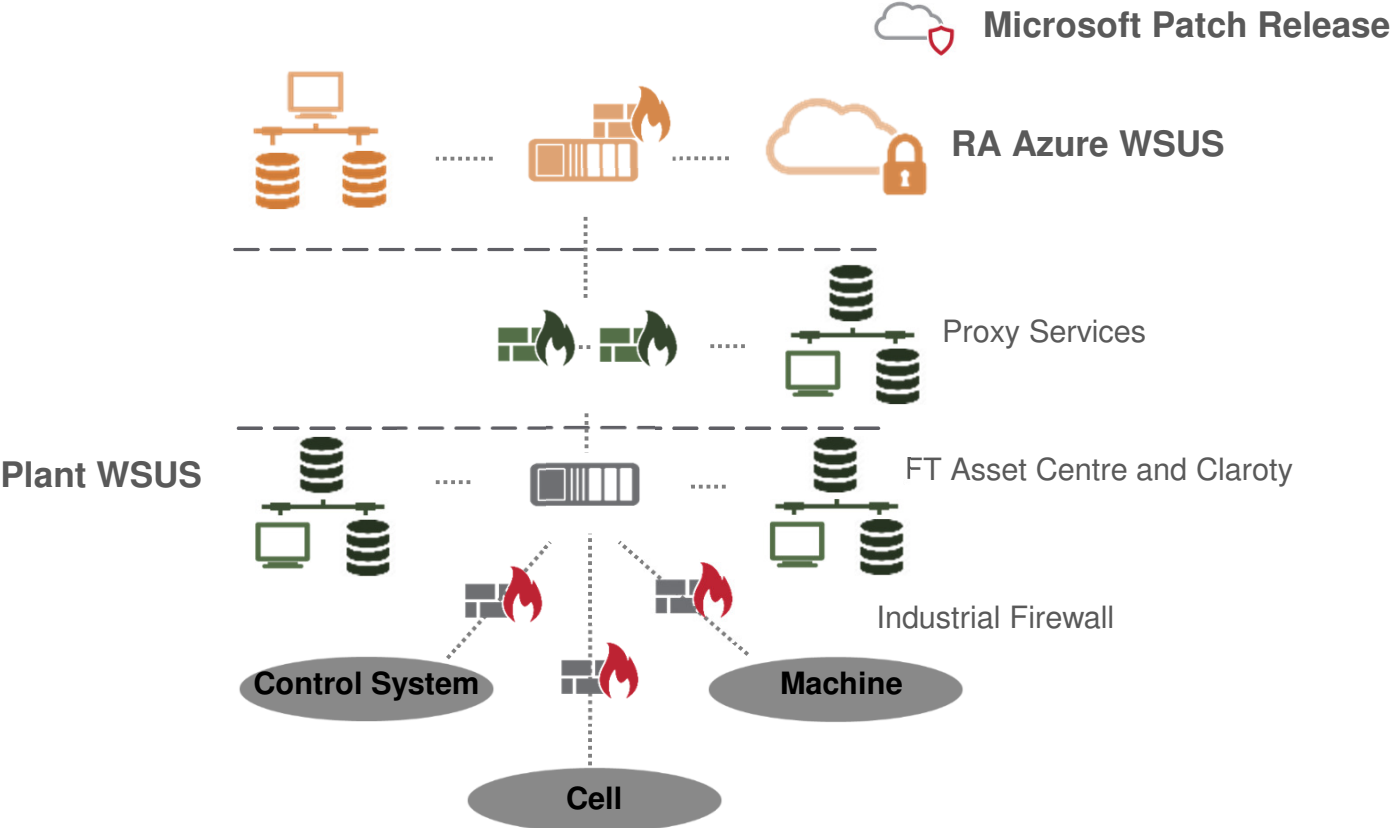 Microsoft Patch Release
RA Azure WSUS
Proxy Services
Plant WSUS
FT Asset Centre and Claroty
Industrial Firewall
Control System
Machine
Cell